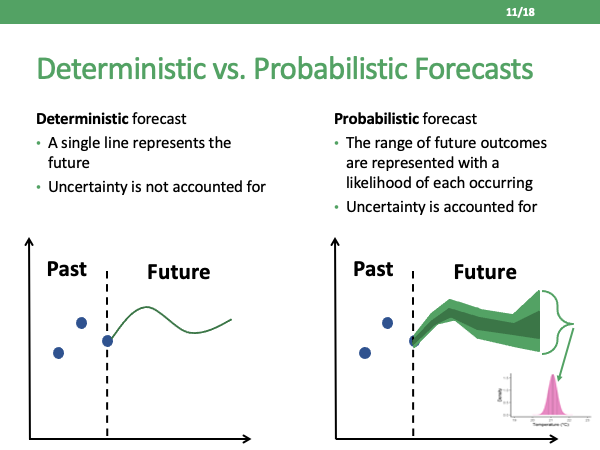 11/18
Deterministic vs. Probabilistic Forecasts
Deterministic forecast
• A single line represents the
future
• Uncertainty is not accounted for
Probabilistic forecast
• The range of future outcomes
are represented with a
likelihood of each occurring
• Uncertainty is accounted for
Past
Future
Past
Future
Density
Temperature (°C)